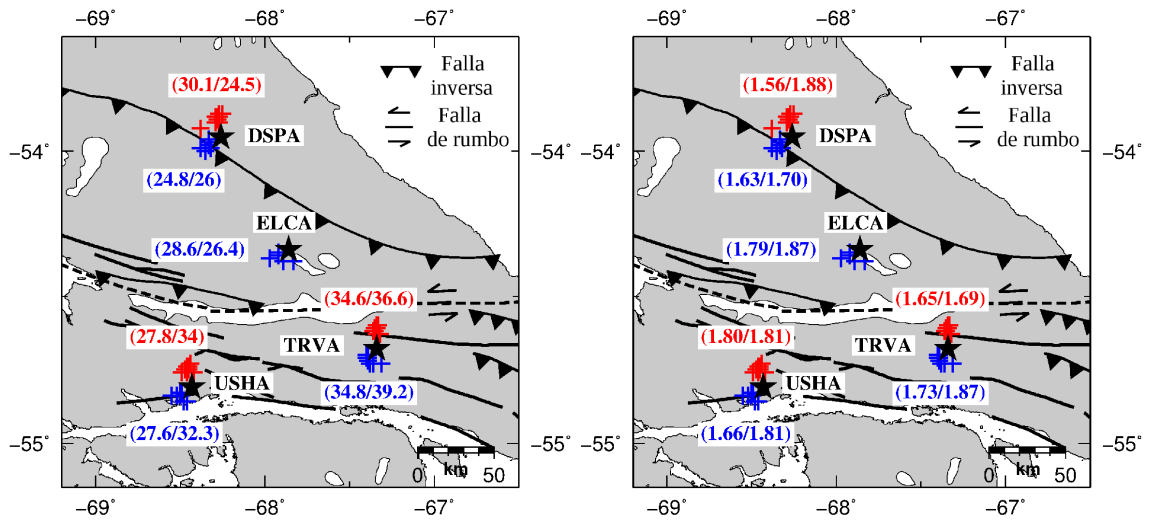 −69˚ −68˚ −67˚
Falla
inversa
(30.1/24.5)
Falla
de rumbo
DSPA
−54˚
(24.8/26)
ELCA
(28.6/26.4)
(34.6/36.6)
(27.8/34)
TRVA
USHA
(34.8/39.2)
(27.6/32.3)
−55˚
km
0 50
−69˚ −68˚ −67˚
−69˚ −68˚ −67˚
Falla
inversa
(1.56/1.88)
Falla
de rumbo
DSPA
−54˚
(1.63/1.70)
ELCA
(1.79/1.87)
(1.65/1.69)
(1.80/1.81)
TRVA
USHA
(1.73/1.87)
(1.66/1.81)
−55˚
km
0 50
−69˚ −68˚ −67˚